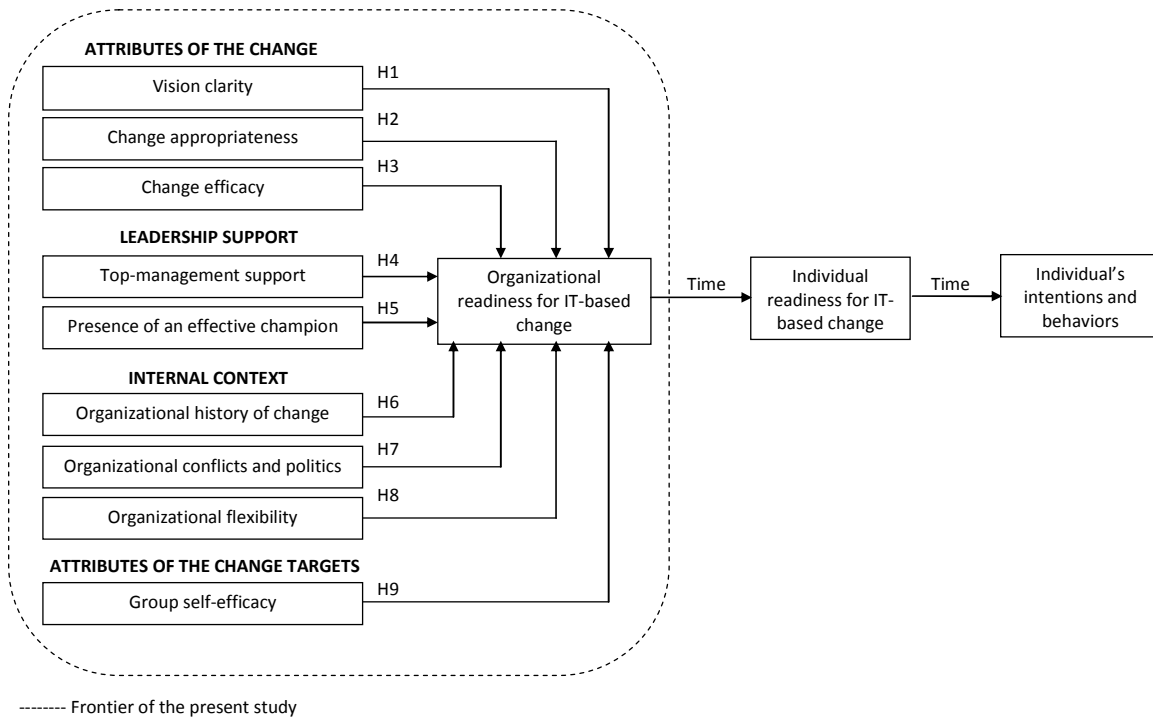 ATTRIBUTES OF THE CHANGE
H1
Vision clarity
H2
Change appropriateness
H3
Change efficacy
LEADERSHIP SUPPORT
H4
Top-management support
H5
Presence of an effective champion
INTERNAL CONTEXT
H6
Organizational history of change
H7
Organizational conflicts and politics
H8
Organizational flexibility
ATTRIBUTES OF THE CHANGE TARGETS
H9
Group self-efficacy
Organizational
readiness for IT-based
change
Time
Individual
readiness for IT-
based change
Time
Individual’s
intentions and
behaviors
-------- Frontier of the present study